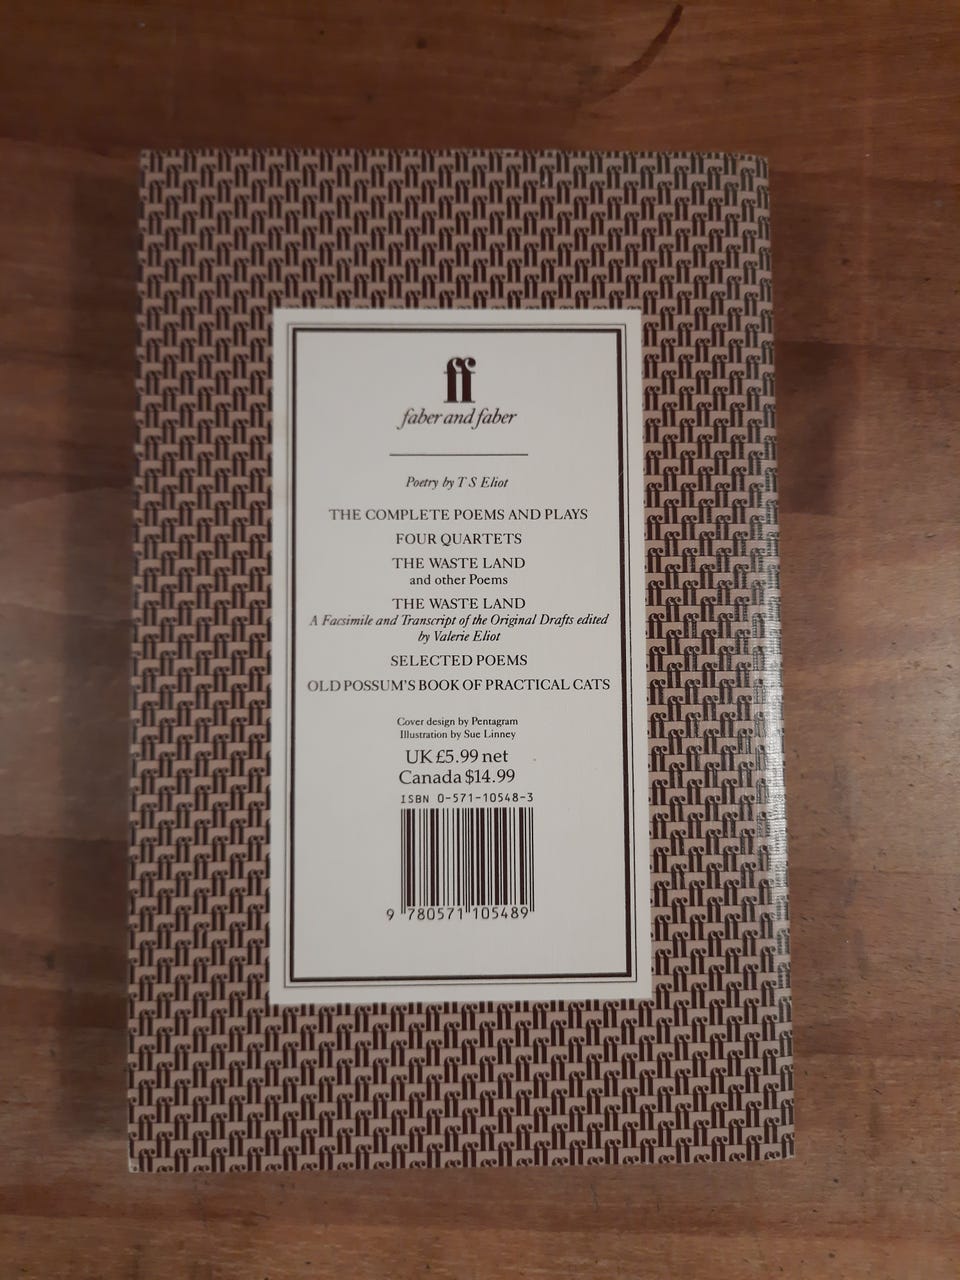 ff
faber and faber
Poetry by T S Eliot
THE COMPLETE POEMS AND PLAYS
FOUR QUARTETS
THE WASTE LAND
and other Poems
THE WASTE LAND
A Facsimile and Transcript of the Original Drafts edited
by Valerie Eliot
SELECTED POEMS
OLD POSSUM'S BOOK OF PRACTICAL CATS
Cover design by Pentagram
Illustration by Sue Linney
UK £5.99 net
Canada $14.99
ISBN 0-571-10548-3
9 780571 105489